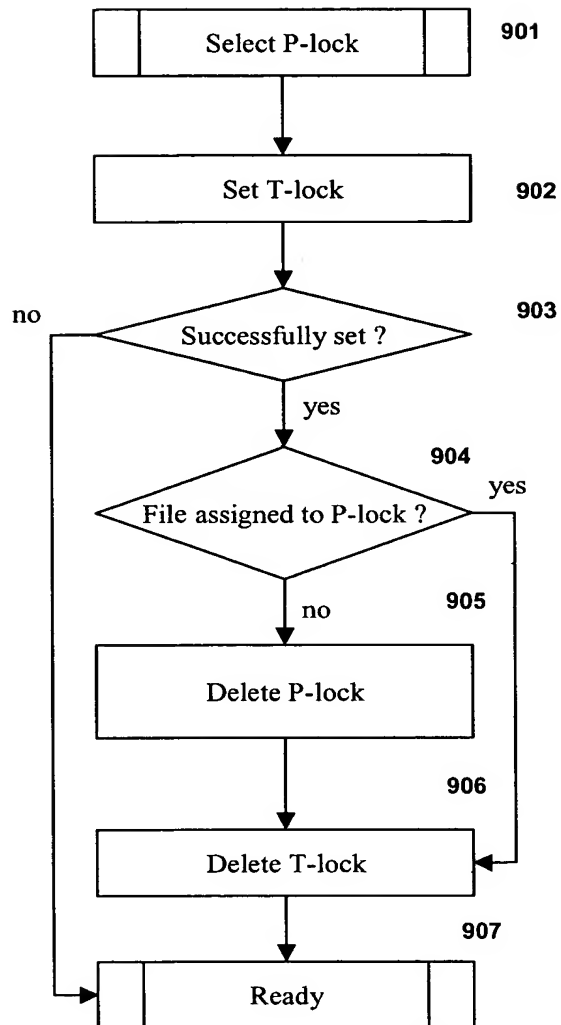 Select P-lock
901
Set T-lock
902
no
Successfully set ?
903
yes
904
yes
File assigned to P-lock ?
905
no
Delete P-lock
906
Delete T-lock
907
Ready